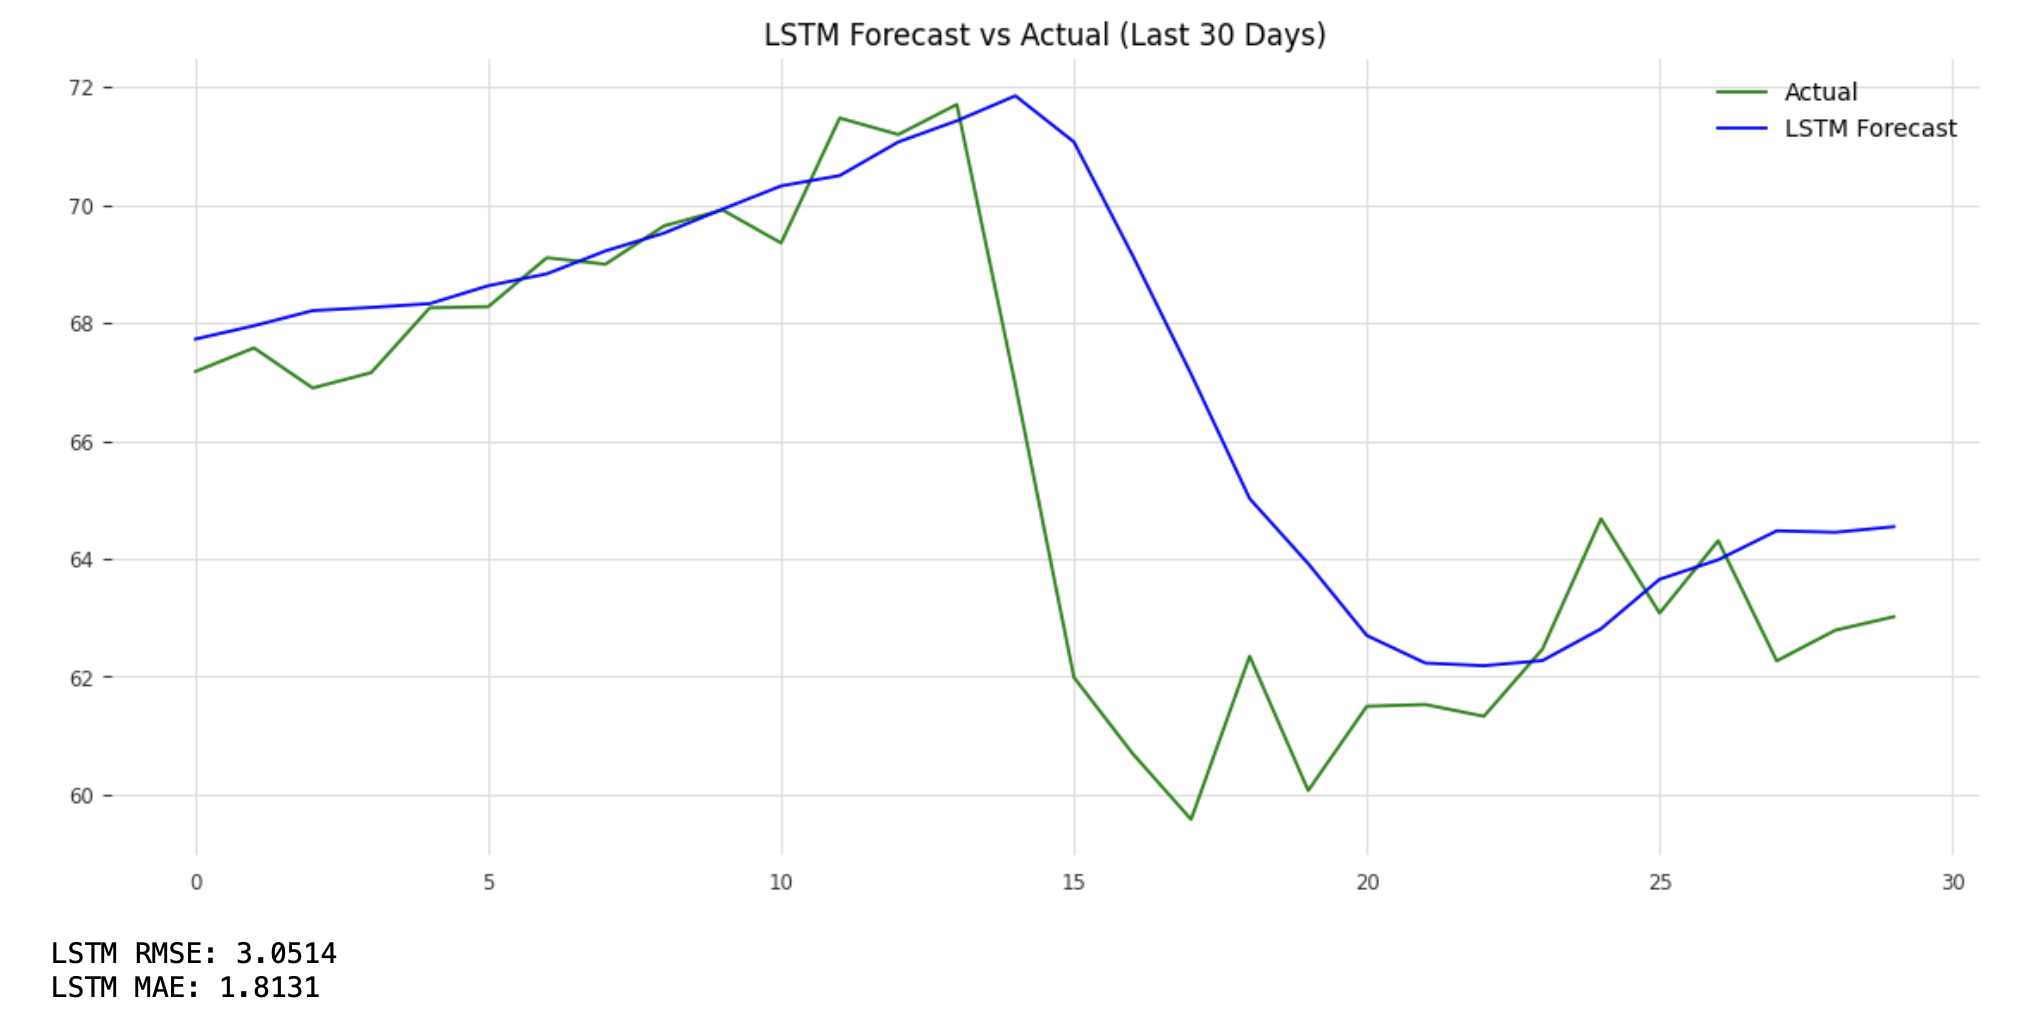 LSTM Forecast vs Actual (Last 30 Days)
72
70
68
66
64
62
60
Actual
LSTM Forecast
0 5 10 15 20 25 30
LSTM RMSE: 3.0514
LSTM MAE: 1.8131